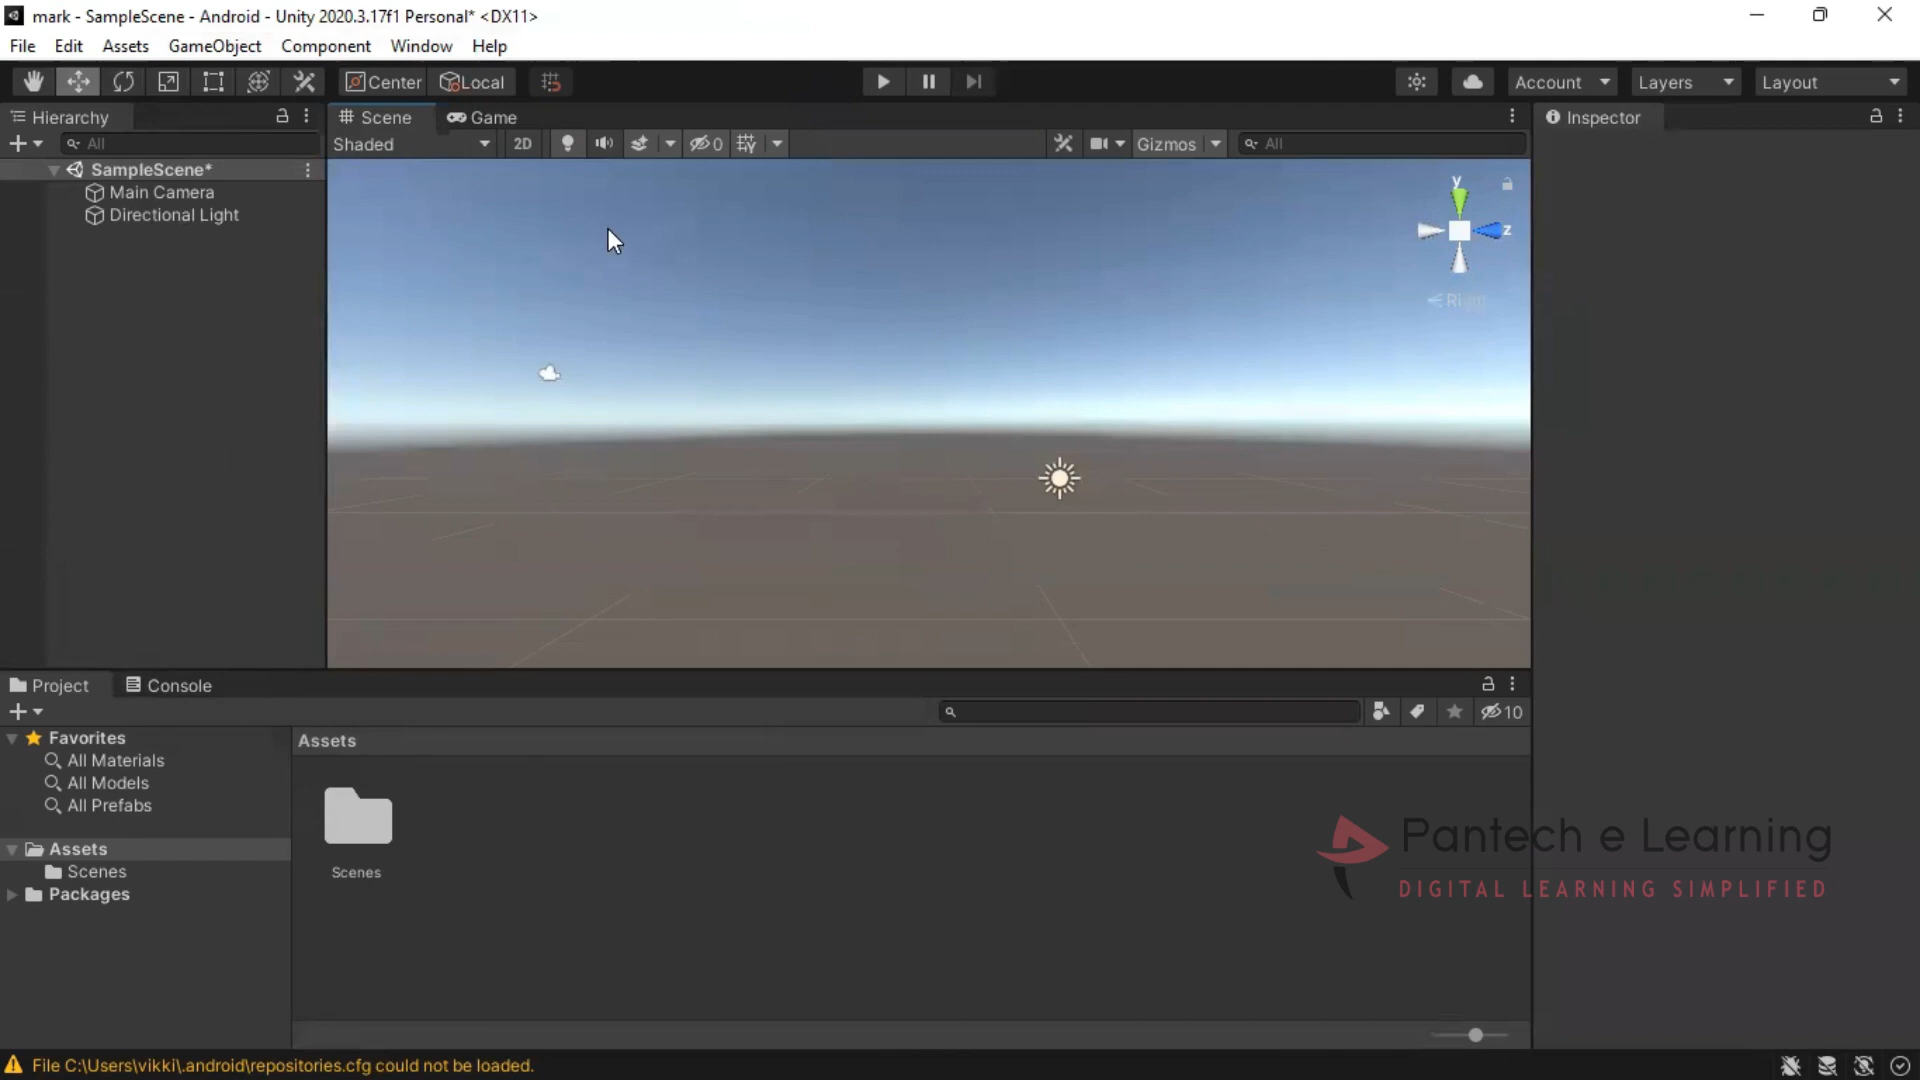 mark - SampleScene - Android - Unity 2020.3.17f1 Personal* <DX11>
File Edit Assets GameObject Component Window Help
Center Local Account Layers Layout
Hierarchy Scene Game Inspector
All Shaded 2D 0 Gizmos All
SampleScene*
Main Camera
Directional Light
y
z
Project Console
10
Favorites
All Materials
All Models
All Prefabs
Assets
Scenes
Packages
Assets
Scenes
Pantech e Learning
DIGITAL LEARNING SIMPLIFIED
File C:\Users\vikki\.android\repositories.cfg could not be loaded.